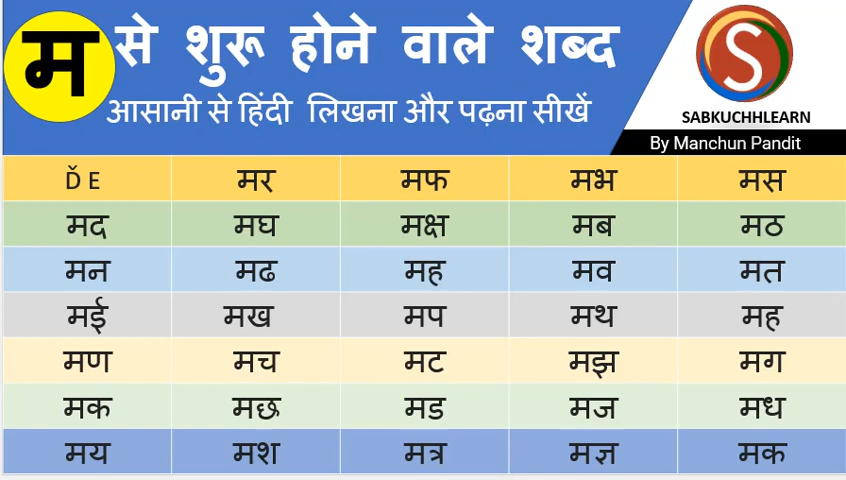 म से शुरू होने वाले शब्द
आसानी से हिंदी लिखना और पढ़ना सीखें
S
SABKUCHHLEARN
By Manchun Pandit
Ď E मर मफ मभ मस
मद मघ मक्ष मब मठ
मन मढ मह मव मत
मई मख मप मथ मह
मण मच मट मझ मग
मक मछ मड मज मध
मय मश मत्र मज्ञ मक